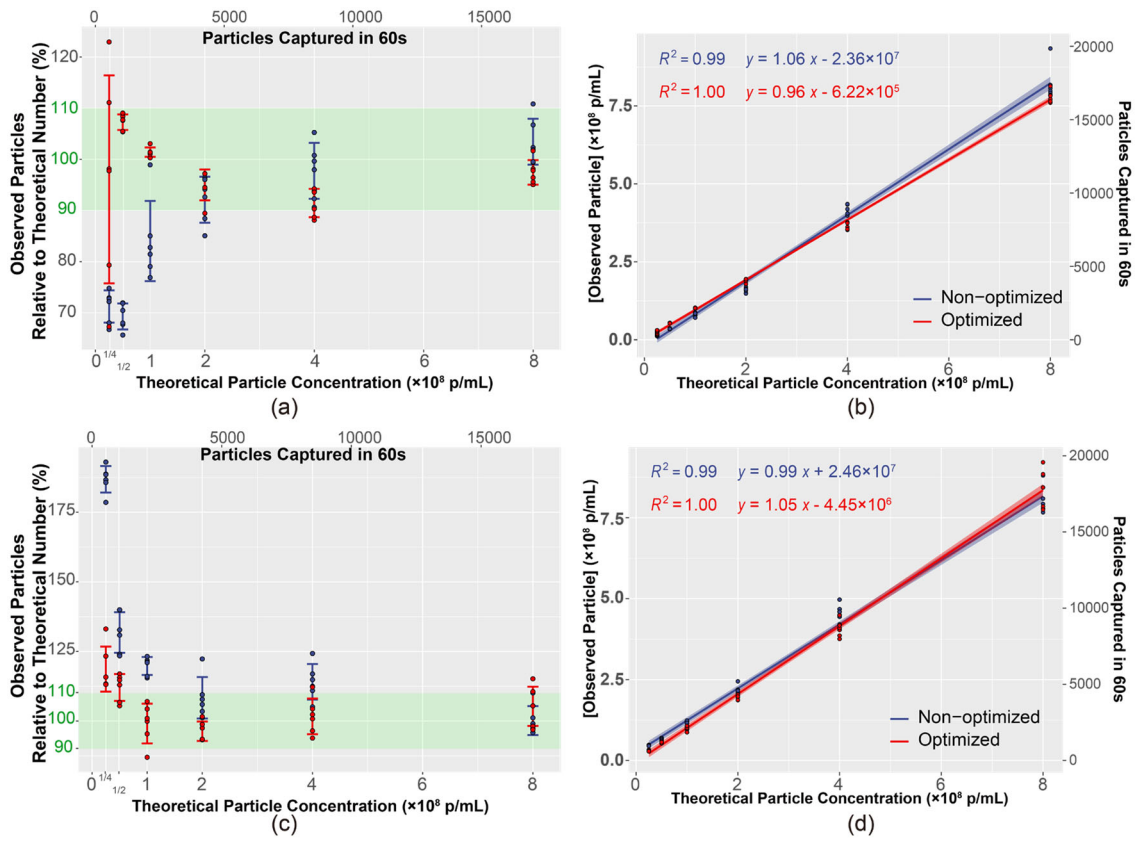 0 5000 10000 15000
Particles Captured in 60s
Observed Particles
Relative to Theoretical Number (%)
120
110
100
90
80
70
0 1/4 1/2 1 2 4 6 8
Theoretical Particle Concentration (×10⁸ p/mL)
(a)
R² = 0.99 y = 1.06 x - 2.36×10⁷
R² = 1.00 y = 0.96 x - 6.22×10⁵
[Observed Particle] (×10⁸ p/mL)
7.5
5.0
2.5
0.0
20000
15000
10000
5000
0
Paticles Captured in 60s
Non-optimized
Optimized
0 2 4 6 8
Theoretical Particle Concentration (×10⁸ p/mL)
(b)
0 5000 10000 15000
Particles Captured in 60s
Observed Particles
Relative to Theoretical Number (%)
175
150
125
110
100
90
0 1/4 1/2 1 2 4 6 8
Theoretical Particle Concentration (×10⁸ p/mL)
(c)
R² = 0.99 y = 0.99 x + 2.46×10⁷
R² = 1.00 y = 1.05 x - 4.45×10⁶
[Observed Particle] (×10⁸ p/mL)
7.5
5.0
2.5
0.0
20000
15000
10000
5000
0
Paticles Captured in 60s
Non-optimized
Optimized
0 2 4 6 8
Theoretical Particle Concentration (×10⁸ p/mL)
(d)